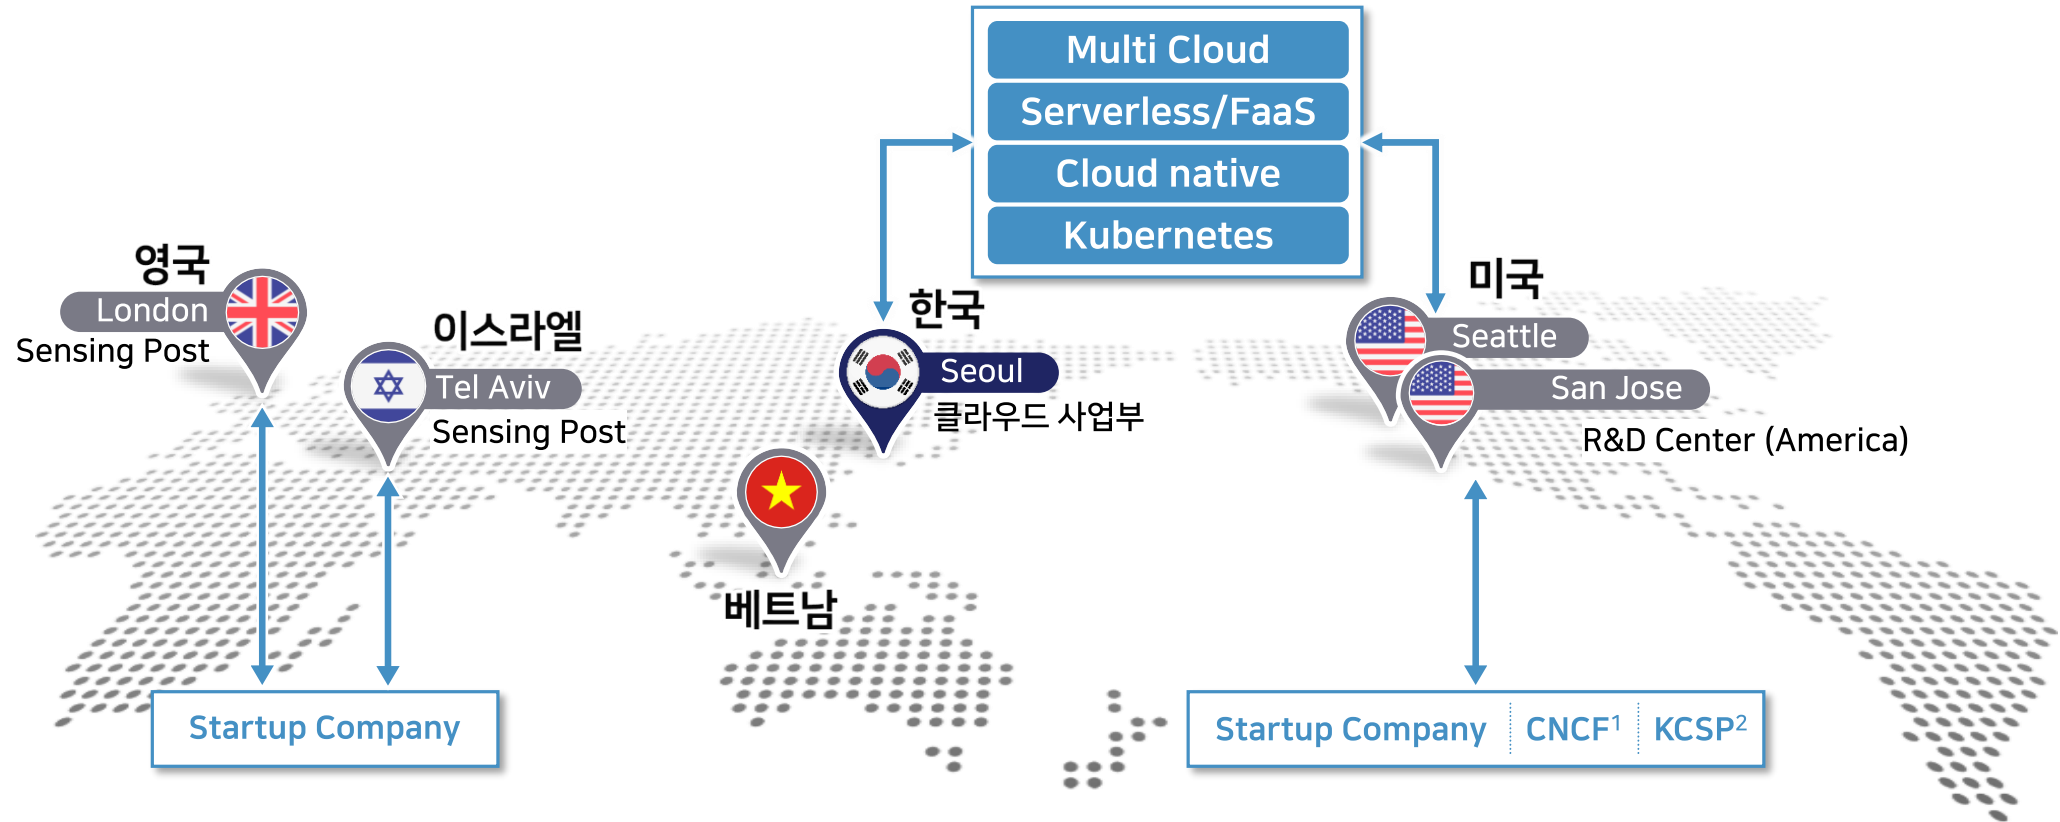 Multi Cloud
Serverless/FaaS
Cloud native
Kubernetes
영국
London
Sensing Post
이스라엘
Tel Aviv
Sensing Post
한국
Seoul
클라우드 사업부
미국
Seattle
San Jose
R&D Center (America)
베트남
Startup Company
Startup Company
CNCF¹
KCSP²